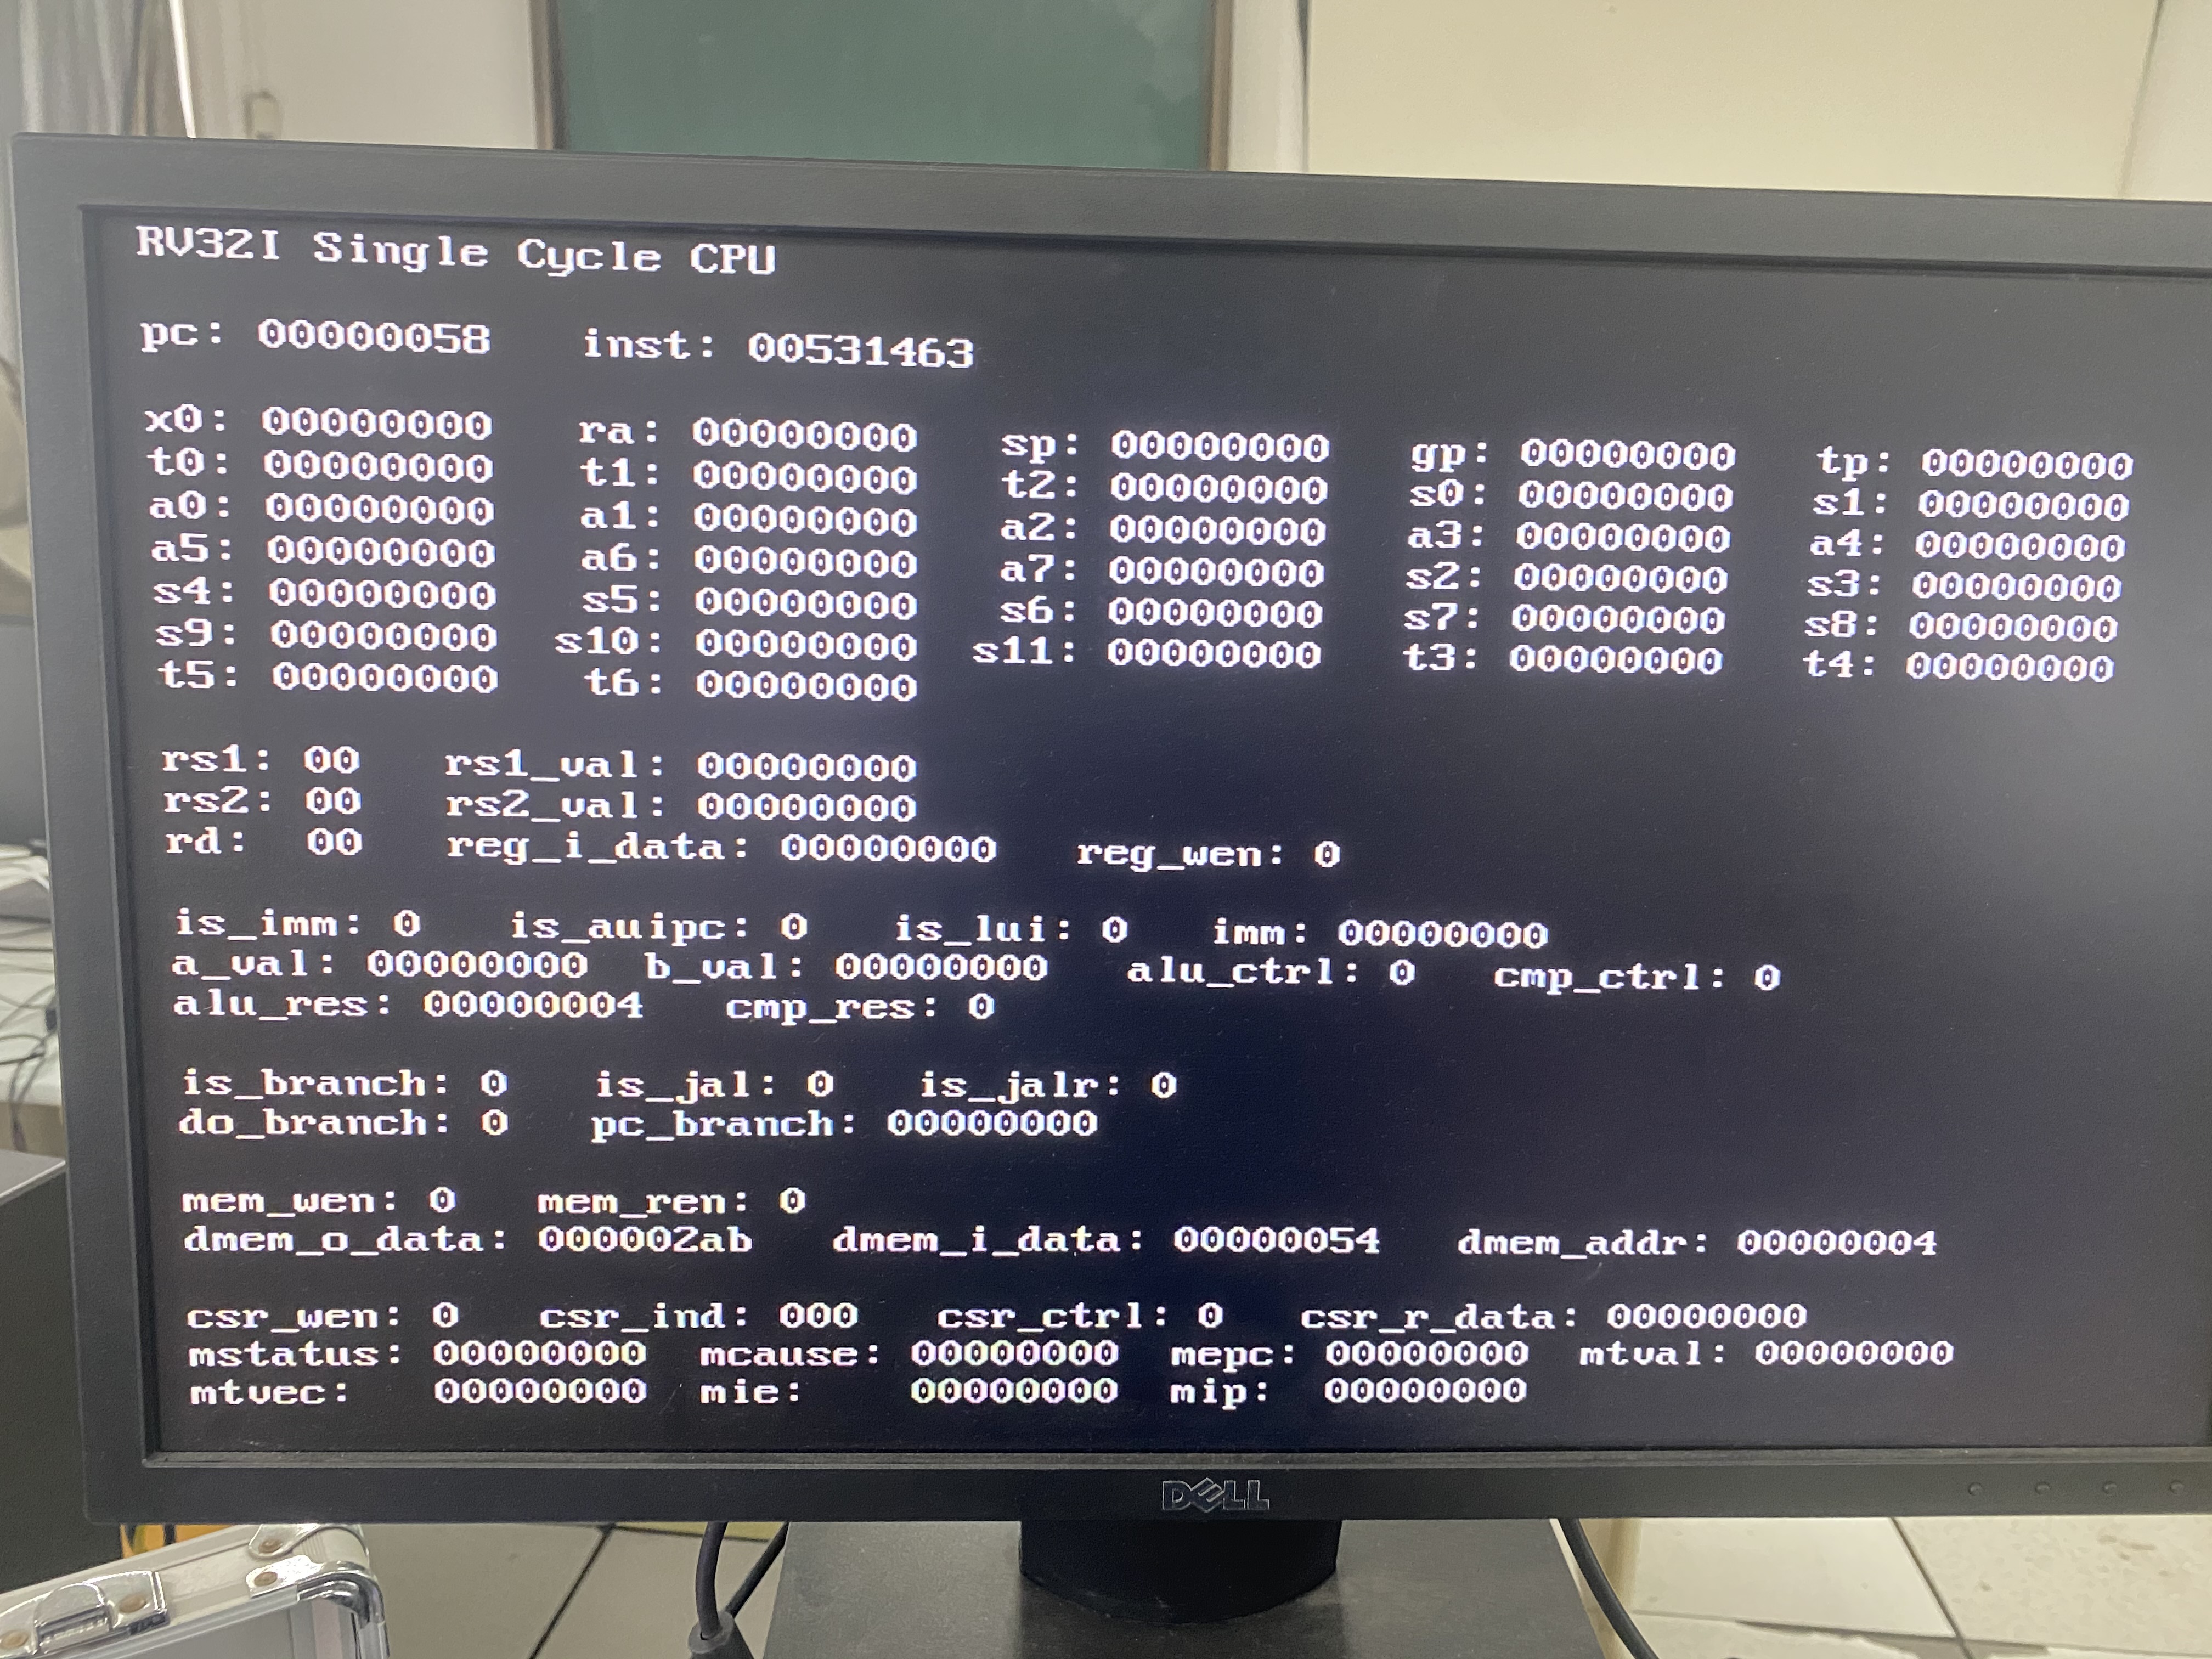 RV32I Single Cycle CPU
pc: 00000058 inst: 00531463
x0: 00000000 ra: 00000000 sp: 00000000 gp: 00000000 tp: 00000000
t0: 00000000 t1: 00000000 t2: 00000000 s0: 00000000 s1: 00000000
a0: 00000000 a1: 00000000 a2: 00000000 a3: 00000000 a4: 00000000
a5: 00000000 a6: 00000000 a7: 00000000 s2: 00000000 s3: 00000000
s4: 00000000 s5: 00000000 s6: 00000000 s7: 00000000 s8: 00000000
s9: 00000000 s10: 00000000 s11: 00000000 t3: 00000000 t4: 00000000
t5: 00000000 t6: 00000000
rs1: 00 rs1_val: 00000000
rs2: 00 rs2_val: 00000000
rd: 00 reg_i_data: 00000000 reg_wen: 0
is_imm: 0 is_auipc: 0 is_lui: 0 imm: 00000000
a_val: 00000000 b_val: 00000000 alu_ctrl: 0 cmp_ctrl: 0
alu_res: 00000004 cmp_res: 0
is_branch: 0 is_jal: 0 is_jalr: 0
do_branch: 0 pc_branch: 00000000
mem_wen: 0 mem_ren: 0
dmem_o_data: 000002ab dmem_i_data: 00000054 dmem_addr: 00000004
csr_wen: 0 csr_ind: 000 csr_ctrl: 0 csr_r_data: 00000000
mstatus: 00000000 mcause: 00000000 mepc: 00000000 mtval: 00000000
mtvec: 00000000 mie: 00000000 mip: 00000000
DELL